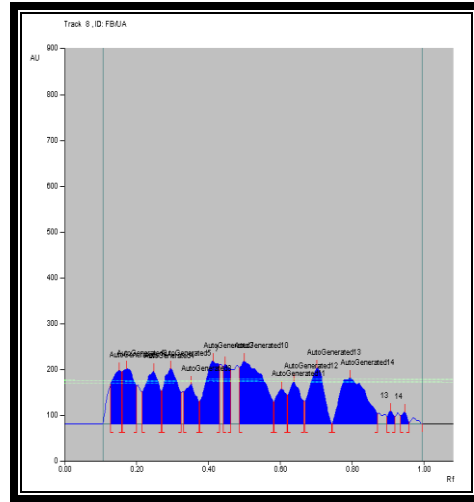 Track 8 , ID: FB/UA
900
AU
800
700
600
500
400
300
200
100
0
AutoGenerated10
AutoGenerated13
AutoGenerated14
AutoGenerated12
13 14
0.00 0.20 0.40 0.60 0.80 1.00
Rf